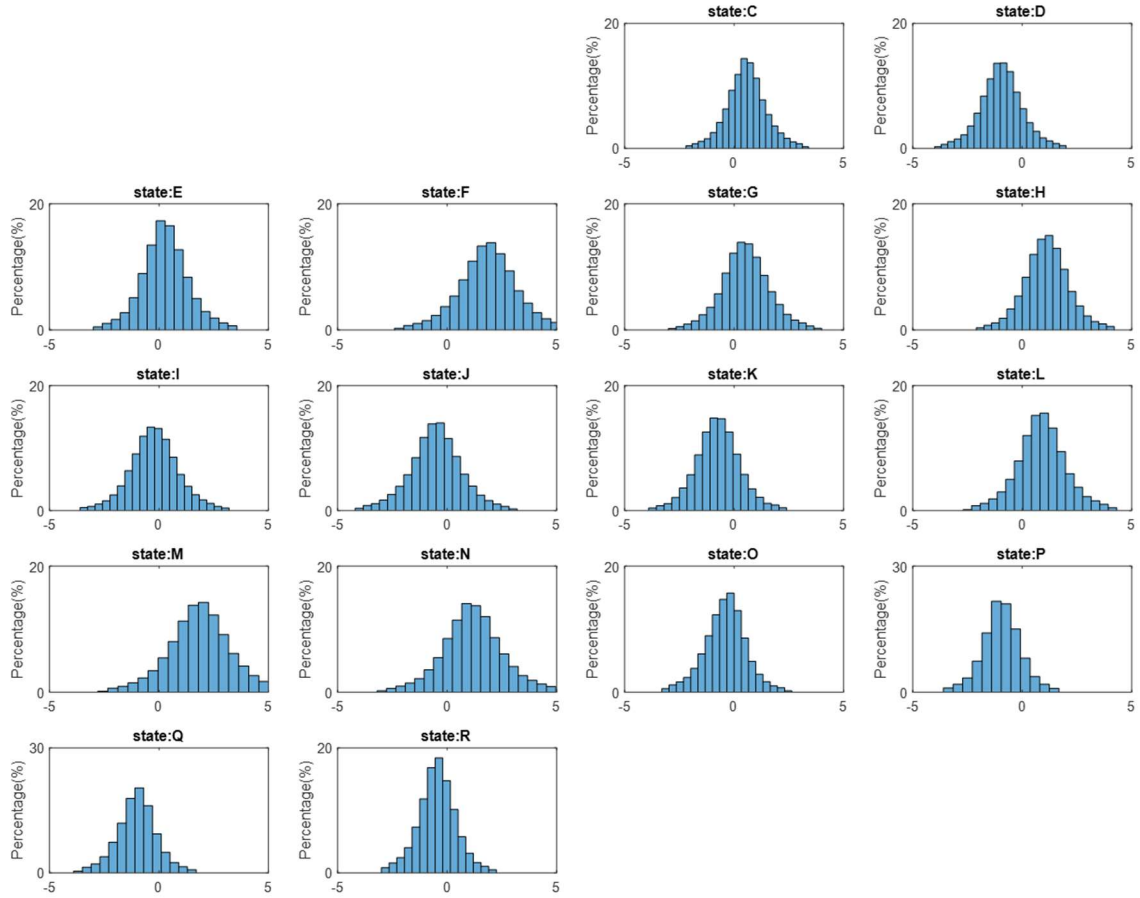 state:C
state:D
20
20
Percentage(%)
Percentage(%)
0
0
-5 0 5
-5 0 5
state:E
state:F
state:G
state:H
20
20
20
20
Percentage(%)
Percentage(%)
Percentage(%)
Percentage(%)
0
0
0
0
-5 0 5
-5 0 5
-5 0 5
-5 0 5
state:I
state:J
state:K
state:L
20
20
20
20
Percentage(%)
Percentage(%)
Percentage(%)
Percentage(%)
0
0
0
0
-5 0 5
-5 0 5
-5 0 5
-5 0 5
state:M
state:N
state:O
state:P
20
20
20
30
Percentage(%)
Percentage(%)
Percentage(%)
Percentage(%)
0
0
0
0
-5 0 5
-5 0 5
-5 0 5
-5 0 5
state:Q
state:R
30
20
Percentage(%)
Percentage(%)
0
0
-5 0 5
-5 0 5